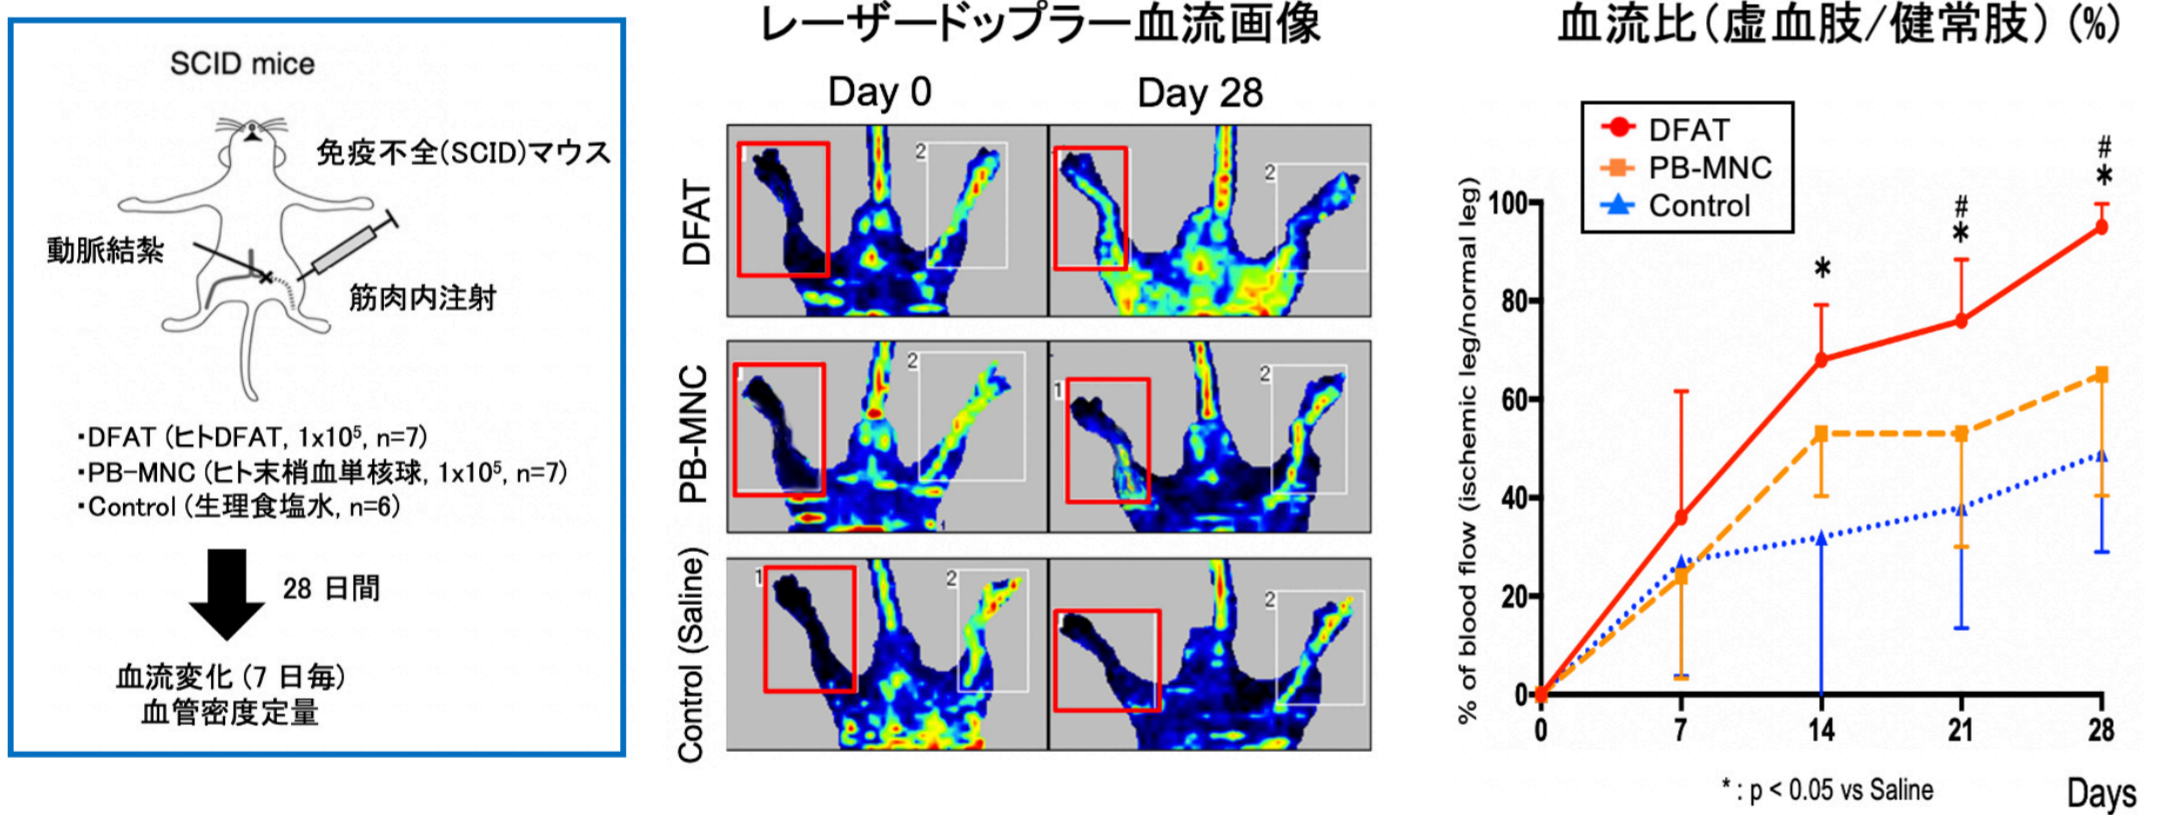 SCID mice
免疫不全(SCID)マウス
動脈結紮
筋肉内注射
・DFAT (ヒトDFAT, 1x10⁵, n=7)
・PB-MNC (ヒト末梢血単核球, 1x10⁵, n=7)
・Control (生理食塩水, n=6)
28 日間
血流変化 (7 日毎)
血管密度定量
レーザードップラー血流画像
Day 0
Day 28
DFAT
2
2
PB-MNC
2
1
2
Control (Saline)
1
2
2
血流比(虚血肢/健常肢) (%)
DFAT
PB-MNC
Control
% of blood flow (ischemic leg/normal leg)
100
80
60
40
20
0
0
7
14
21
28
*
#
*
#
*
* : p < 0.05 vs Saline
Days